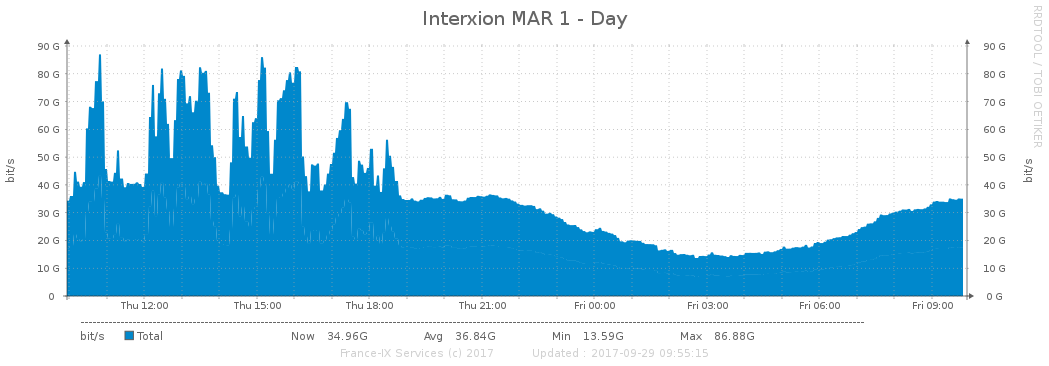 Interxion MAR 1 - Day
RRDTOOL / TOBI OETIKER
bit/s
90 G
80 G
70 G
60 G
50 G
40 G
30 G
20 G
10 G
0
90 G
80 G
70 G
60 G
50 G
40 G
30 G
20 G
10 G
0 G
bit/s
Thu 12:00 Thu 15:00 Thu 18:00 Thu 21:00 Fri 00:00 Fri 03:00 Fri 06:00 Fri 09:00
bit/s Total Now 34.96G Avg 36.84G Min 13.59G Max 86.88G
France-IX Services (c) 2017 Updated : 2017-09-29 09:55:15